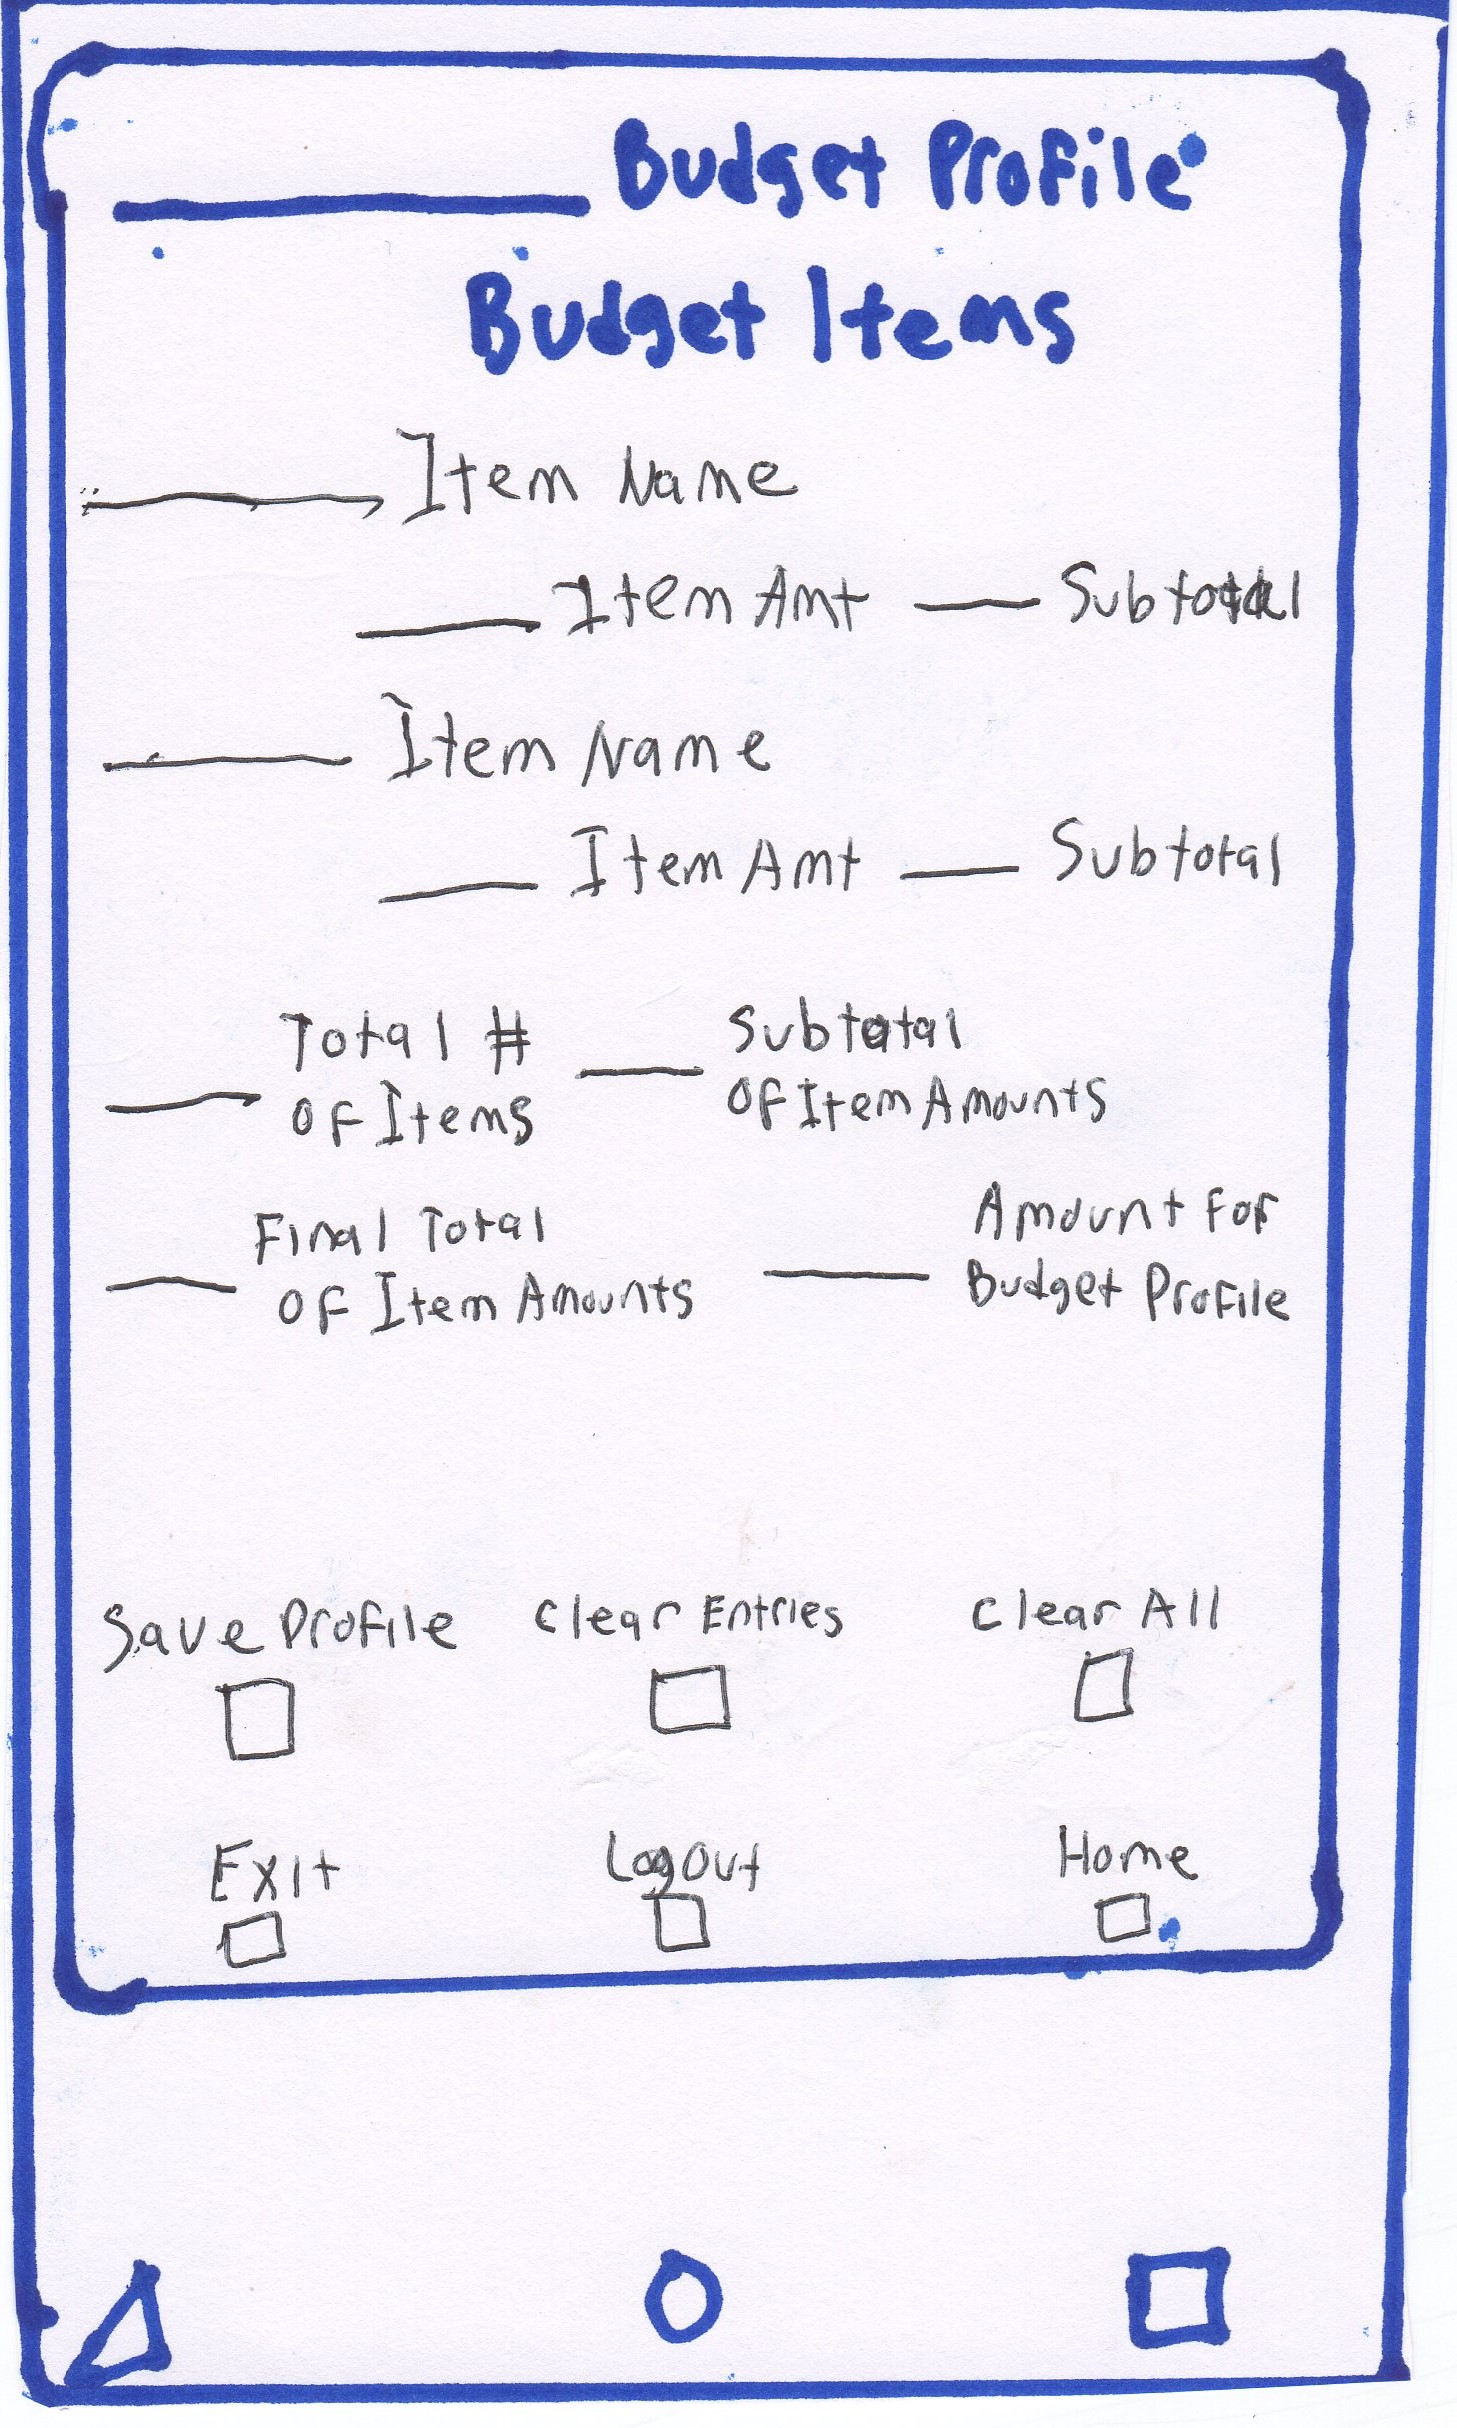 Budget Profile
Budget Items
Item Name
Item Amt Subtotal
Item Name
Item Amt Subtotal
Total # Of Items
Subtotal Of Item Amounts
Final Total Of Item Amounts
Amount For Budget Profile
Save Profile Clear Entries Clear All
Exit Logout Home